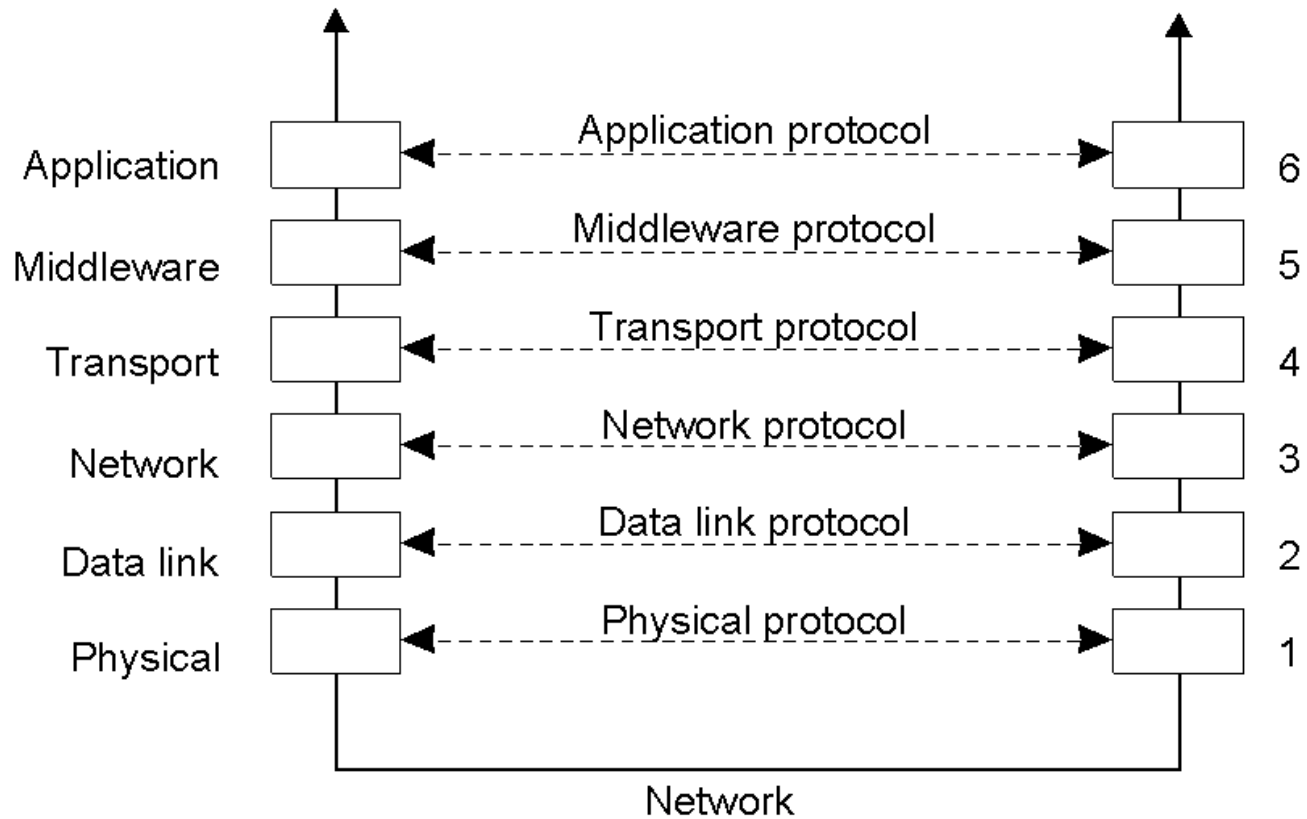 Application protocol
Application 6
Middleware protocol
Middleware 5
Transport protocol
Transport 4
Network protocol
Network 3
Data link protocol
Data link 2
Physical protocol
Physical 1
Network